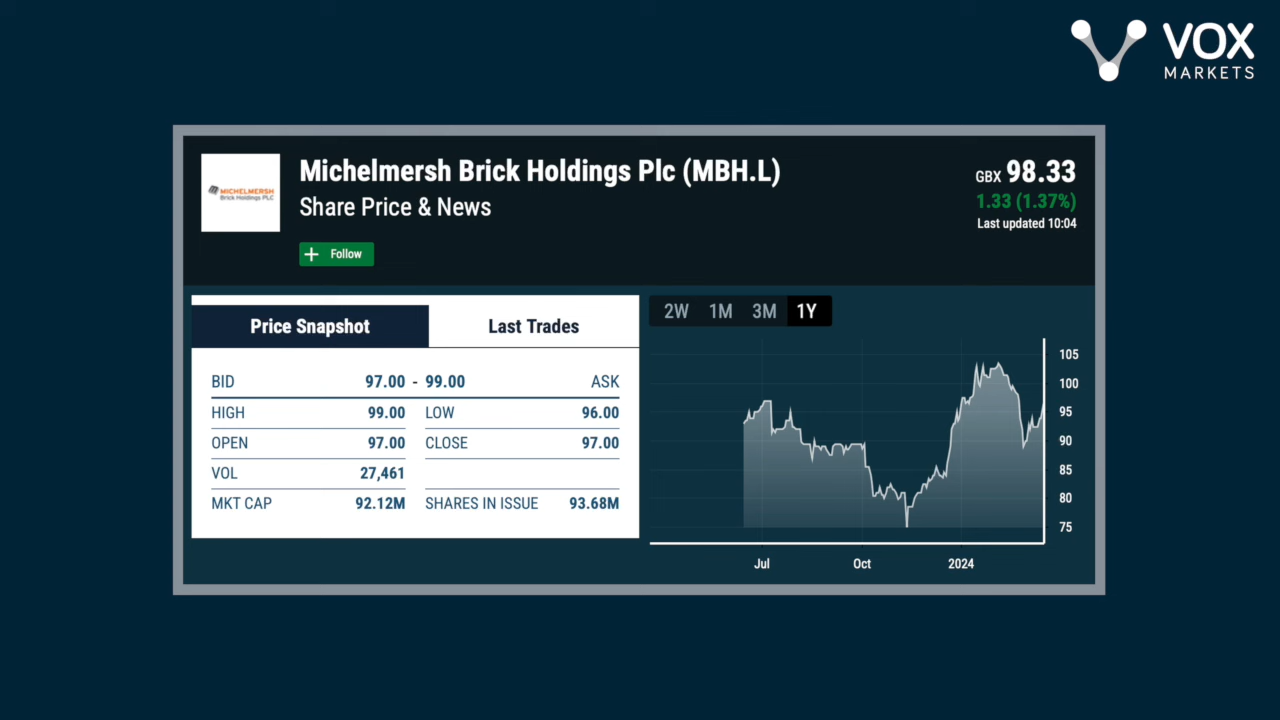 VOX
MARKETS
MICHELMERSH
Brick Holdings PLC
Michelmersh Brick Holdings Plc (MBH.L)
Share Price & News
+ Follow
GBX 98.33
1.33 (1.37%)
Last updated 10:04
Price Snapshot Last Trades
BID 97.00 - 99.00 ASK
HIGH 99.00 LOW 96.00
OPEN 97.00 CLOSE 97.00
VOL 27,461
MKT CAP 92.12M SHARES IN ISSUE 93.68M
2W 1M 3M 1Y
105
100
95
90
85
80
75
Jul Oct 2024